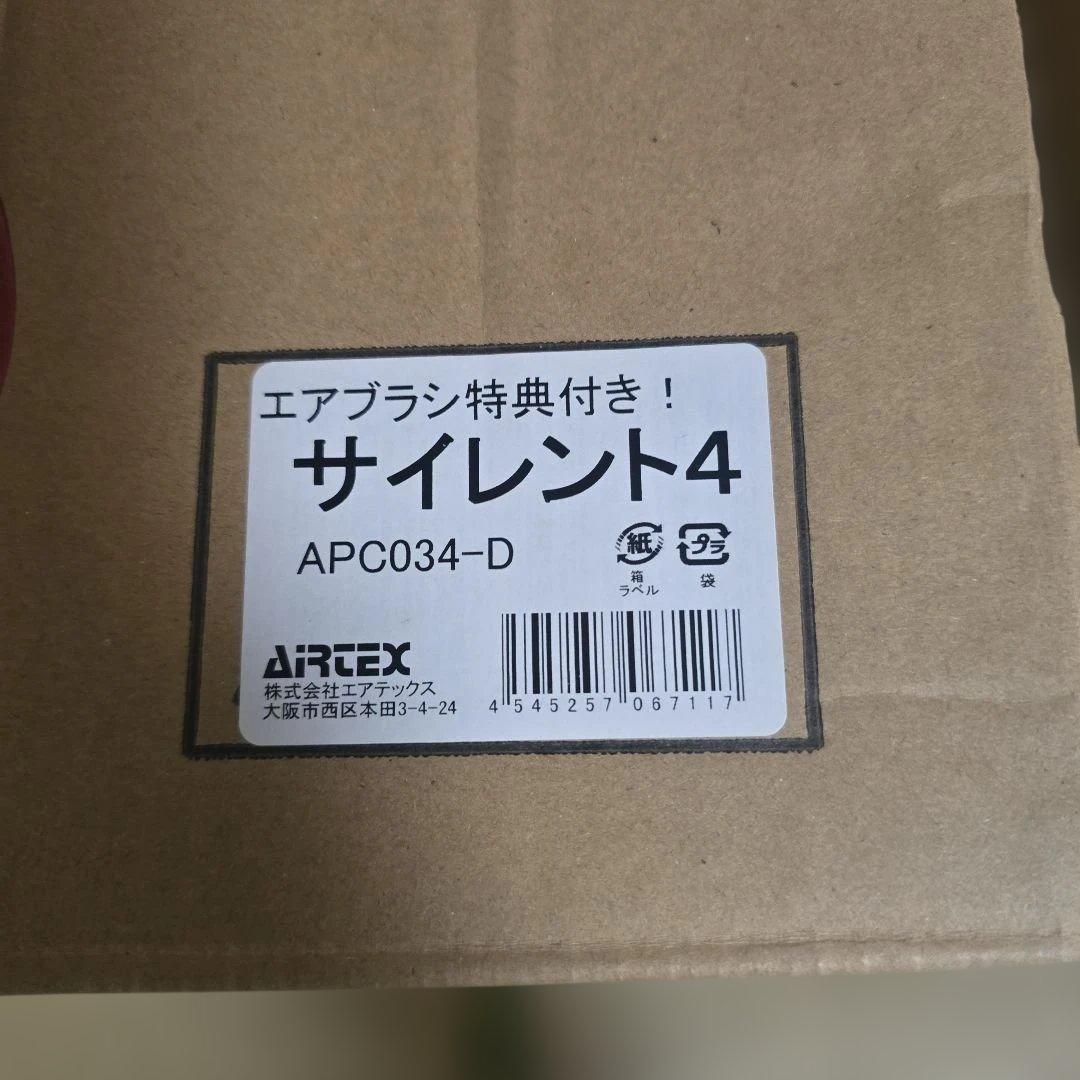 エアブラシ特典付き！
サイレント4
APC034-D
紙
プラ
箱
ラベル
袋
AIRTEX
株式会社エアテックス
大阪市西区本田3-4-24
4 545257 067117